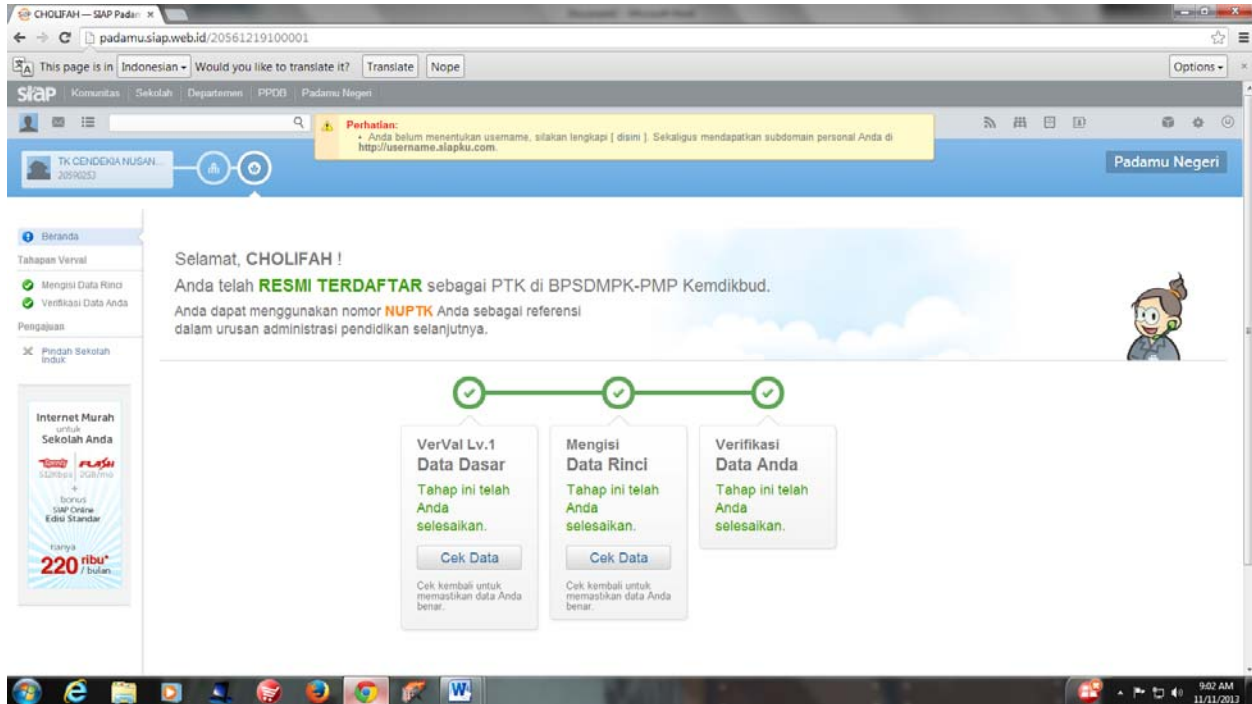 CHOLIFAH — SIAP Padam
padamu.siap.web.id/20561219100001
This page is in Indonesian Would you like to translate it? Translate Nope Options
siap Komunitas Sekolah Departemen PPDB Padamu Negeri
Perhatian:
• Anda belum menentukan username, silakan lengkapi [ disini ]. Sekaligus mendapatkan subdomain personal Anda di
http://username.siapku.com.
TK CENDEKIA NUSAN...
20590253
Padamu Negeri
Beranda
Tahapan Verval
Mengisi Data Rinci
Verifikasi Data Anda
Pengajuan
Pindah Sekolah
Induk
Internet Murah
untuk
Sekolah Anda
Speedy FLASH
512Kbps 2GB/mo
+
bonus
SIAP Online
Edisi Standar
Hanya
220 ribu*
/ bulan
Selamat, CHOLIFAH !
Anda telah RESMI TERDAFTAR sebagai PTK di BPSDMPK-PMP Kemdikbud.
Anda dapat menggunakan nomor NUPTK Anda sebagai referensi
dalam urusan administrasi pendidikan selanjutnya.
VerVal Lv.1
Data Dasar
Tahap ini telah
Anda
selesaikan.
Cek Data
Cek kembali untuk
memastikan data Anda
benar.
Mengisi
Data Rinci
Tahap ini telah
Anda
selesaikan.
Cek Data
Cek kembali untuk
memastikan data Anda
benar.
Verifikasi
Data Anda
Tahap ini telah
Anda
selesaikan.
9:02 AM
11/11/2013